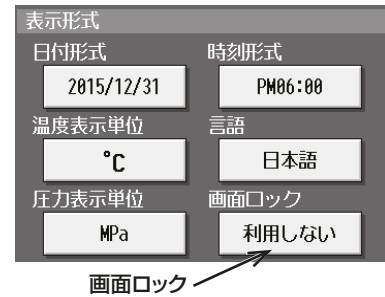 表示形式
日付形式 時刻形式
2015/12/31 PM06:00
温度表示単位 言語
℃ 日本語
圧力表示単位 画面ロック
MPa 利用しない
画面ロック